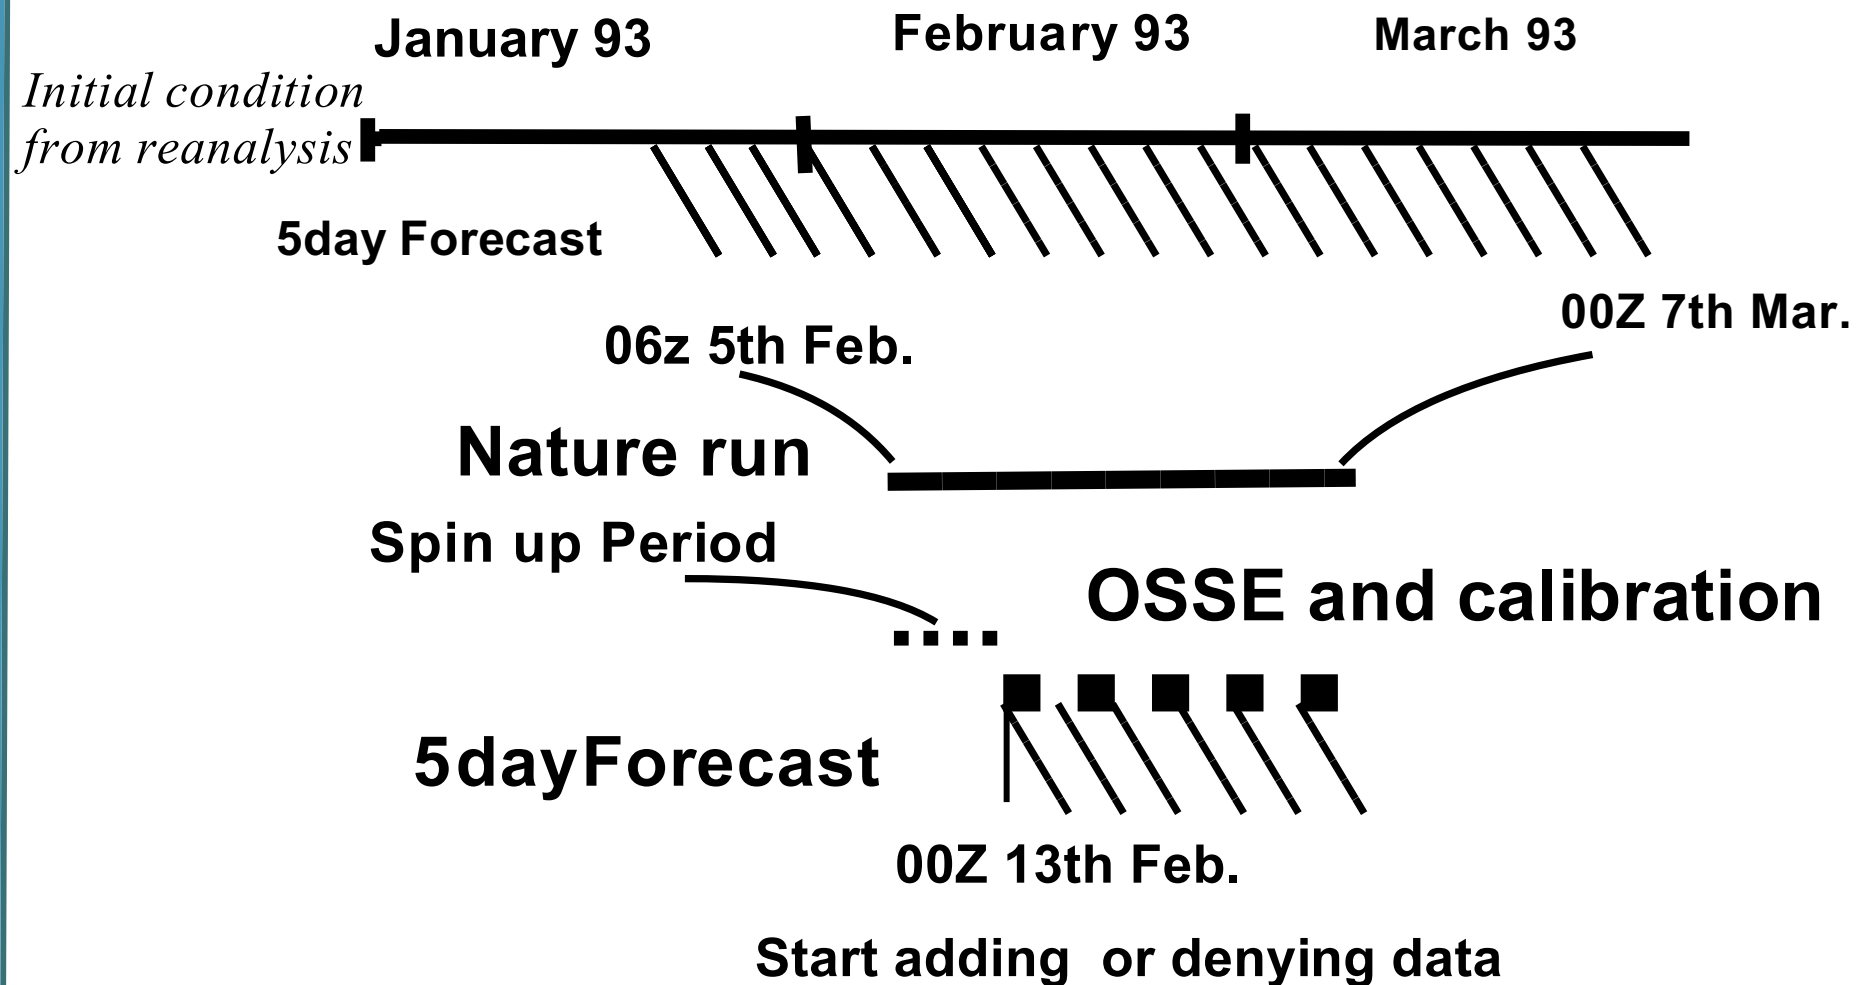 January 93
February 93
March 93
Initial condition
from reanalysis
5day Forecast
00Z 7th Mar.
06z 5th Feb.
Nature run
Spin up Period
OSSE and calibration
5dayForecast
00Z 13th Feb.
Start adding or denying data